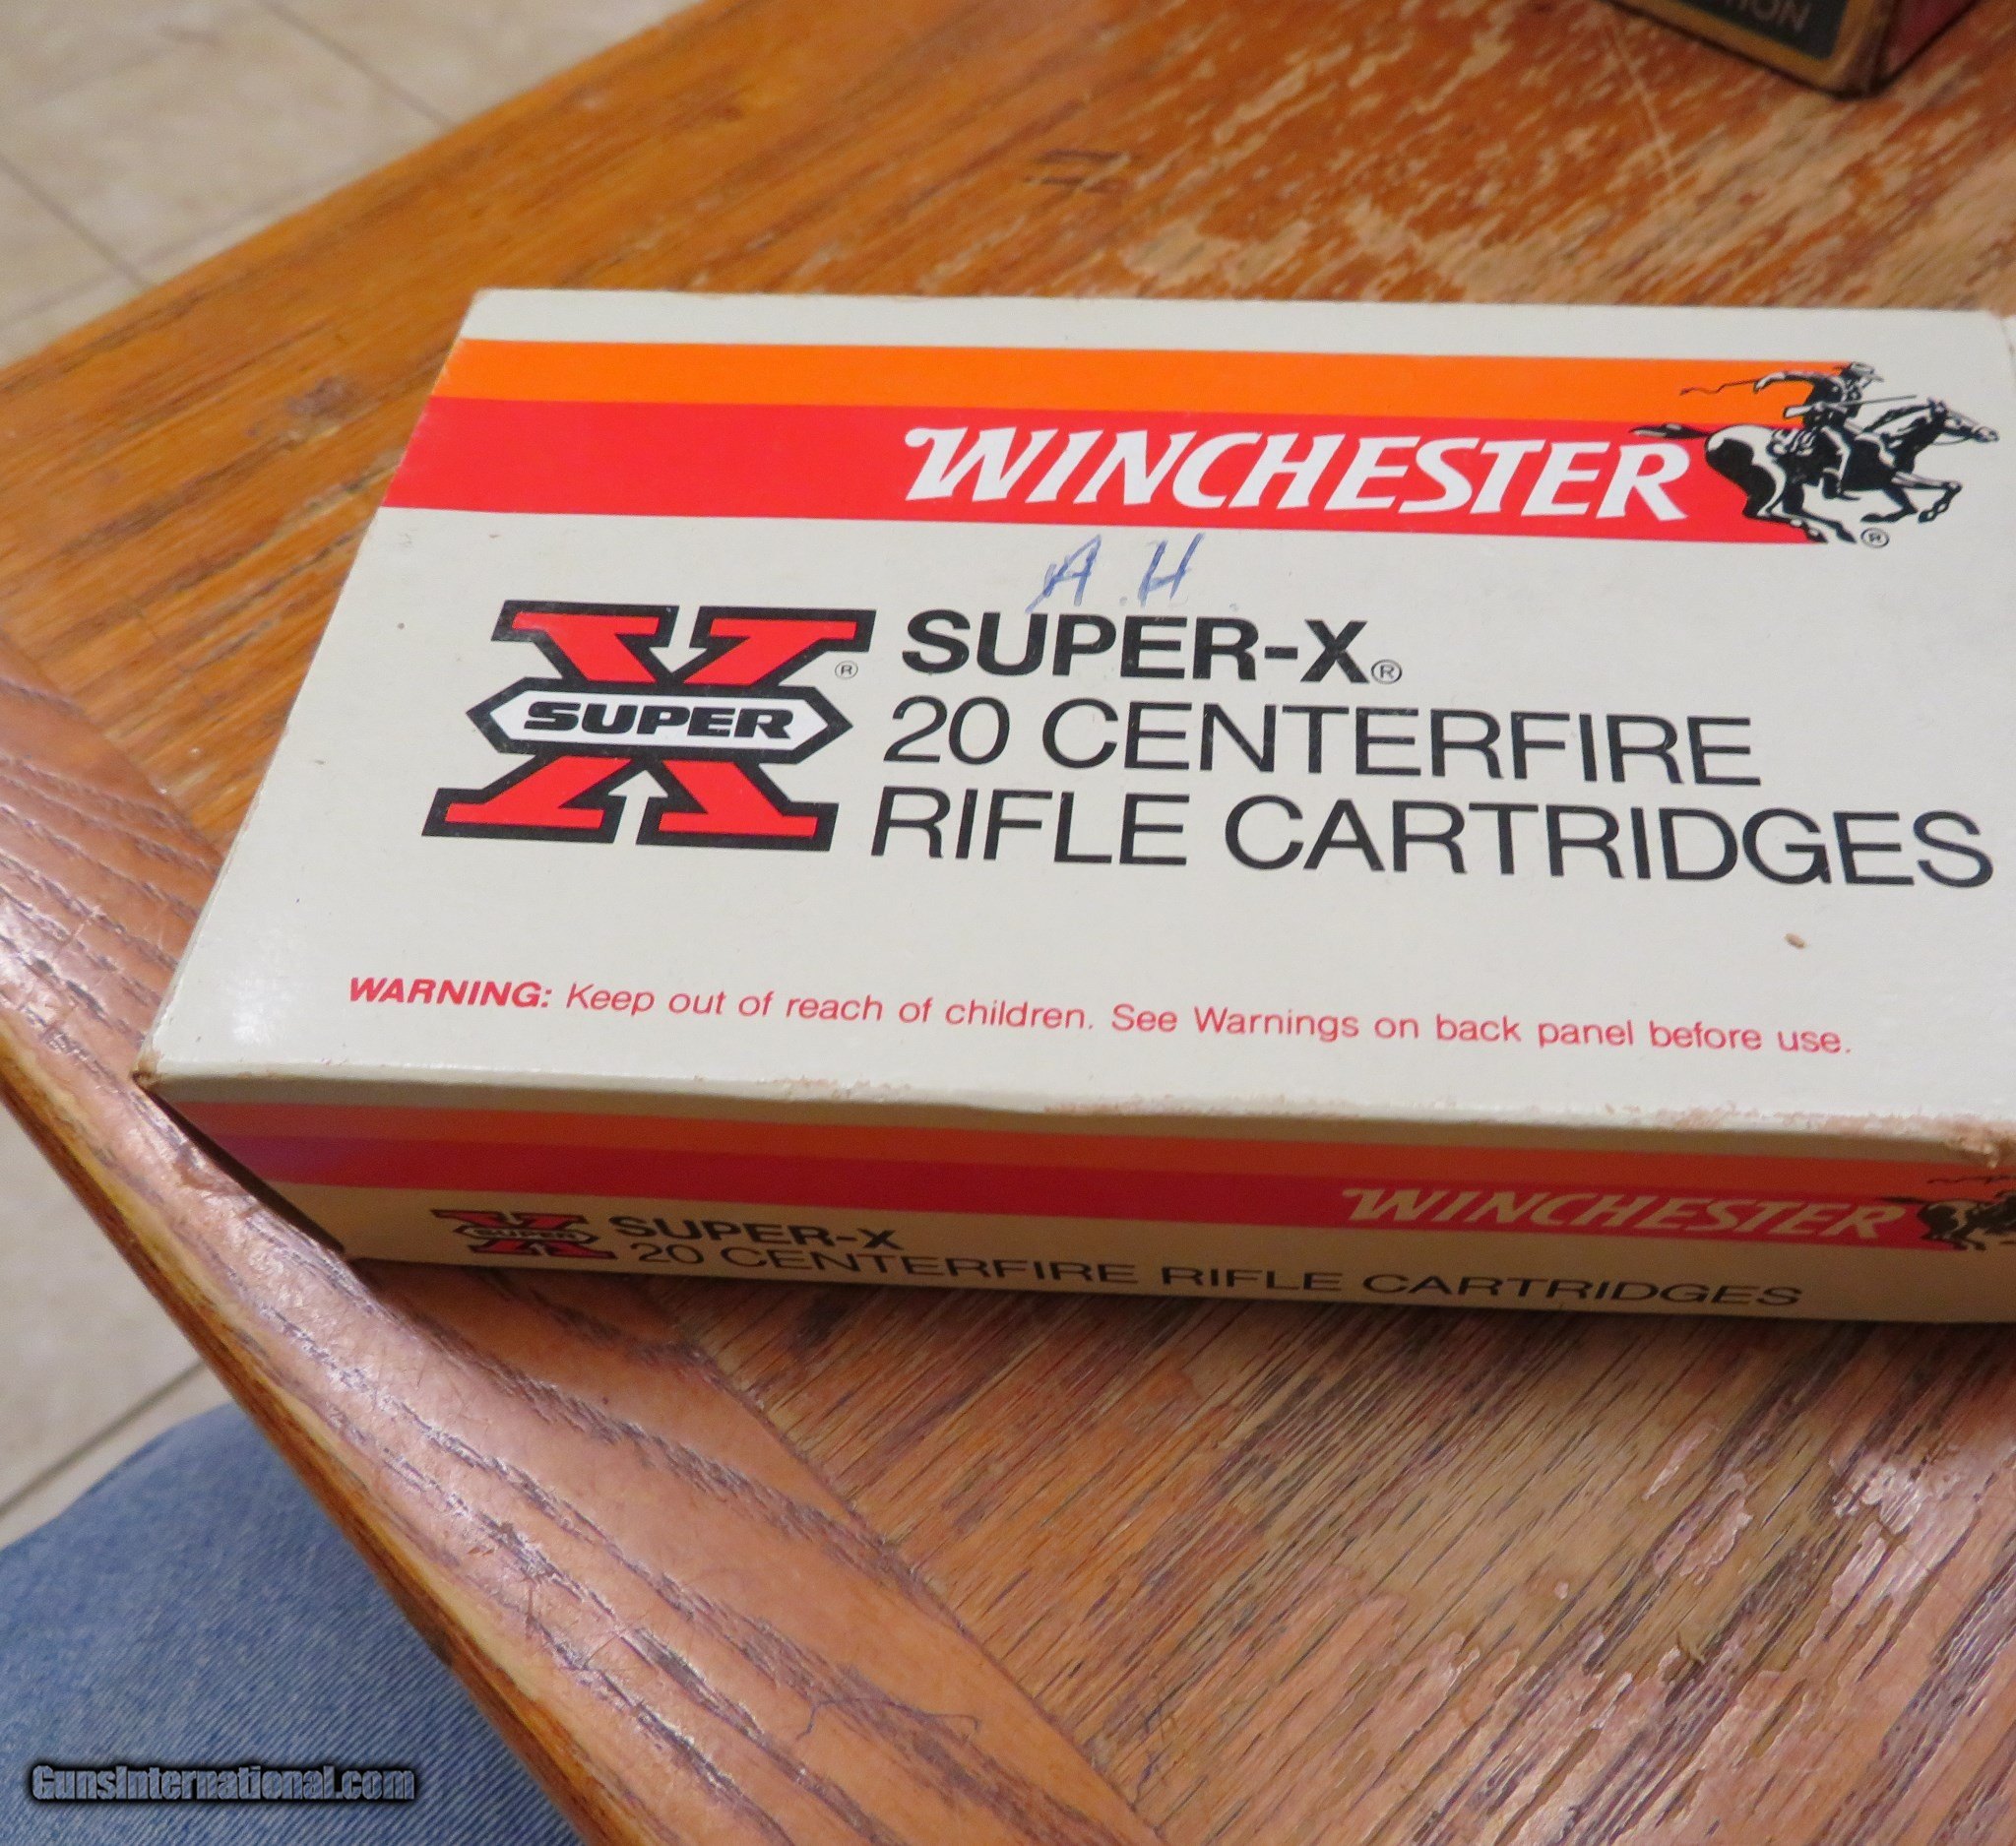 WINCHESTER
®
A.H.
SUPER
®
SUPER-X®
20 CENTERFIRE
RIFLE CARTRIDGES
WARNING: Keep out of reach of children. See Warnings on back panel before use.
WINCHESTER
SUPER
SUPER-X
20 CENTERFIRE RIFLE CARTRIDGES
GunsInternational.com